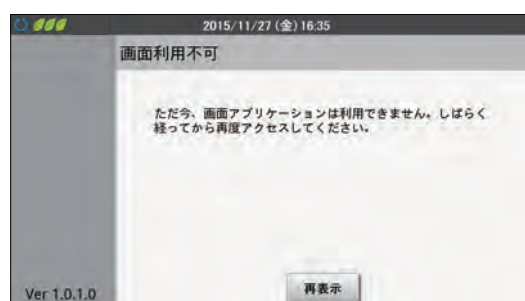 2015/11/27(金)16:35
画面利用不可
ただ今、画面アプリケーションは利用できません。しばらく
経ってから再度アクセスしてください。
再表示
Ver 1.0.1.0